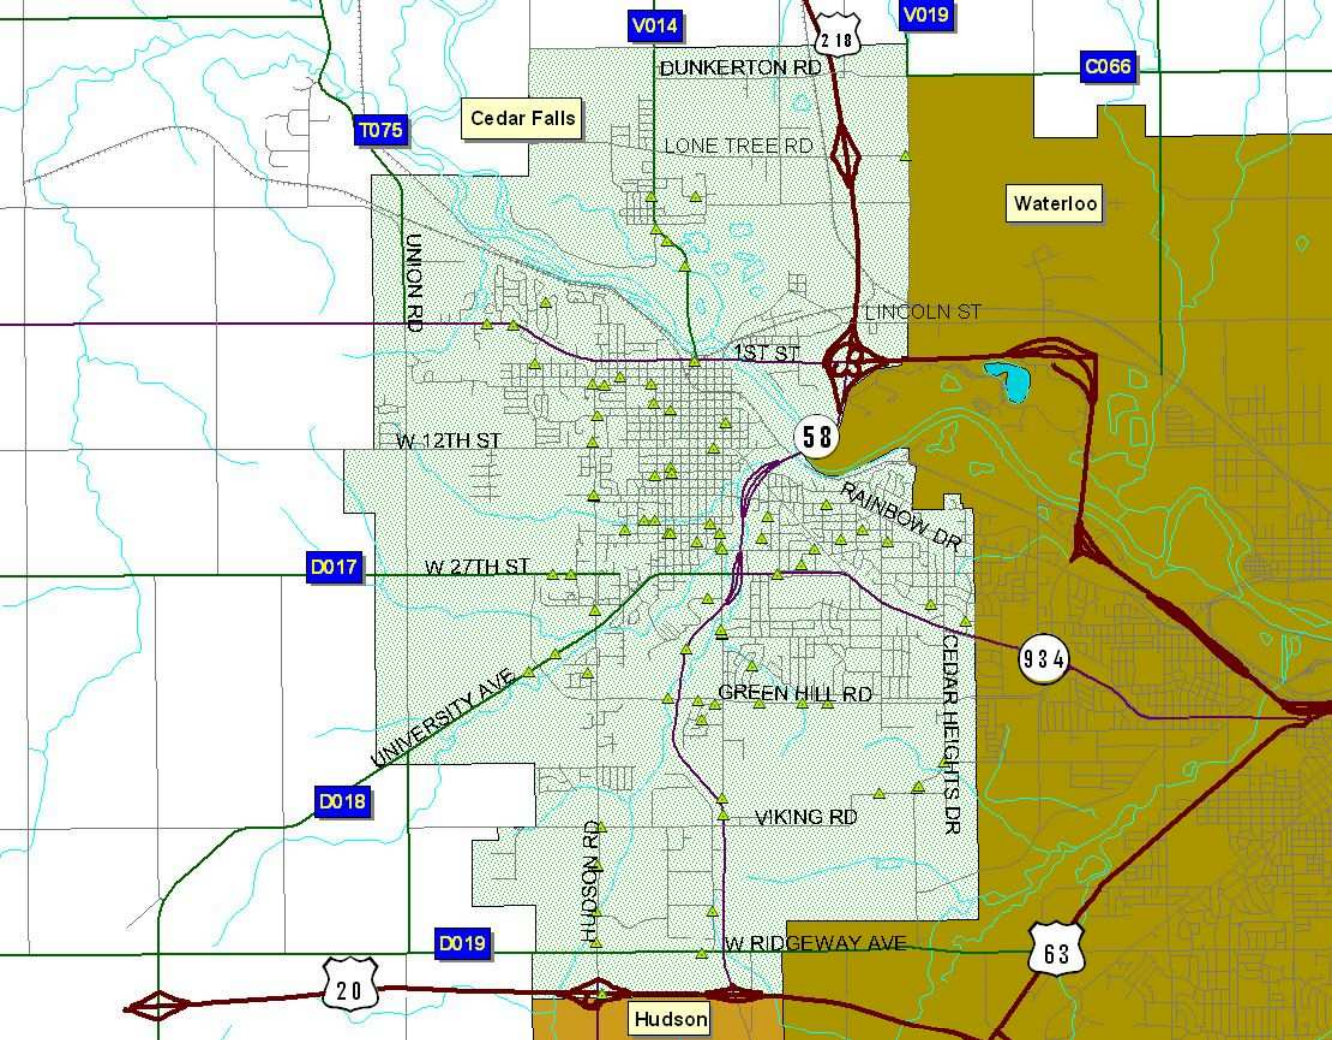 V014
V019
218
C066
DUNKERTON RD
Cedar Falls
T075
LONE TREE RD
Waterloo
UNION RD
LINCOLN ST
1ST ST
W 12TH ST
58
RAINBOW DR
D017
W 27TH ST
934
CEDAR HEIGHTS DR
UNIVERSITY AVE
GREEN HILL RD
D018
VIKING RD
HUDSON RD
D019
W RIDGEWAY AVE
63
20
Hudson